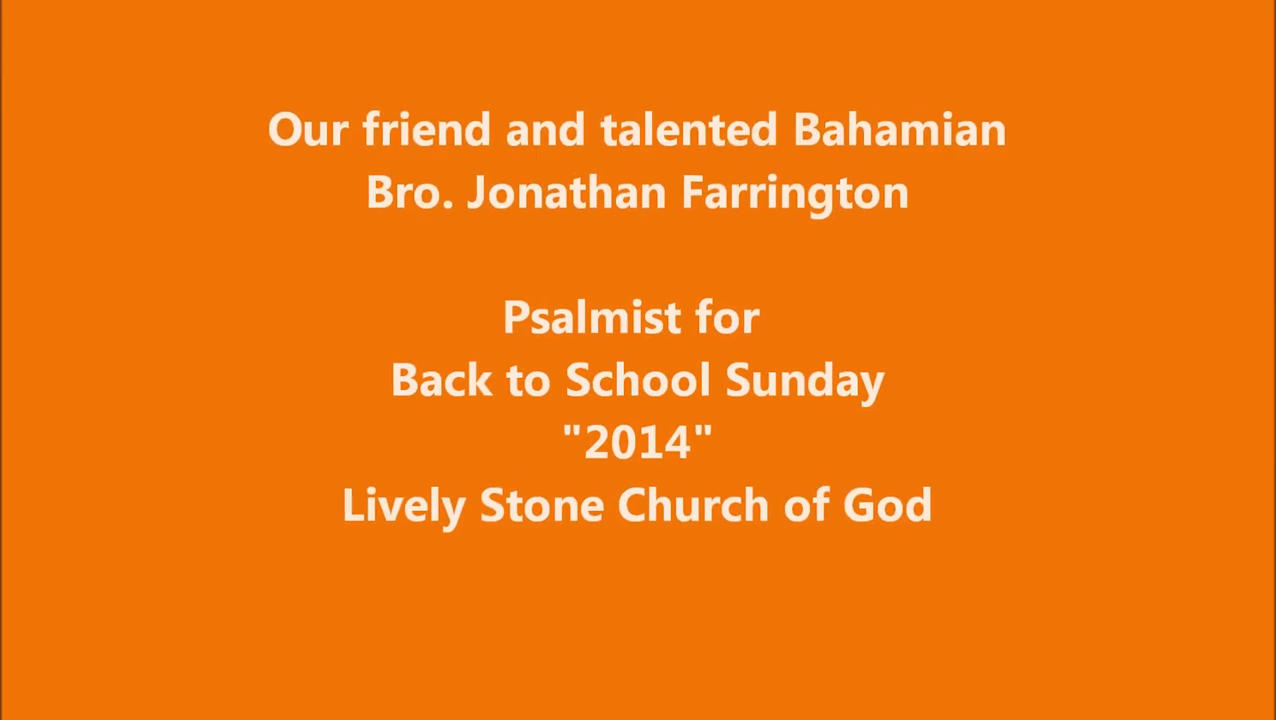 Our friend and talented Bahamian
Bro. Jonathan Farrington
Psalmist for
Back to School Sunday
"2014"
Lively Stone Church of God